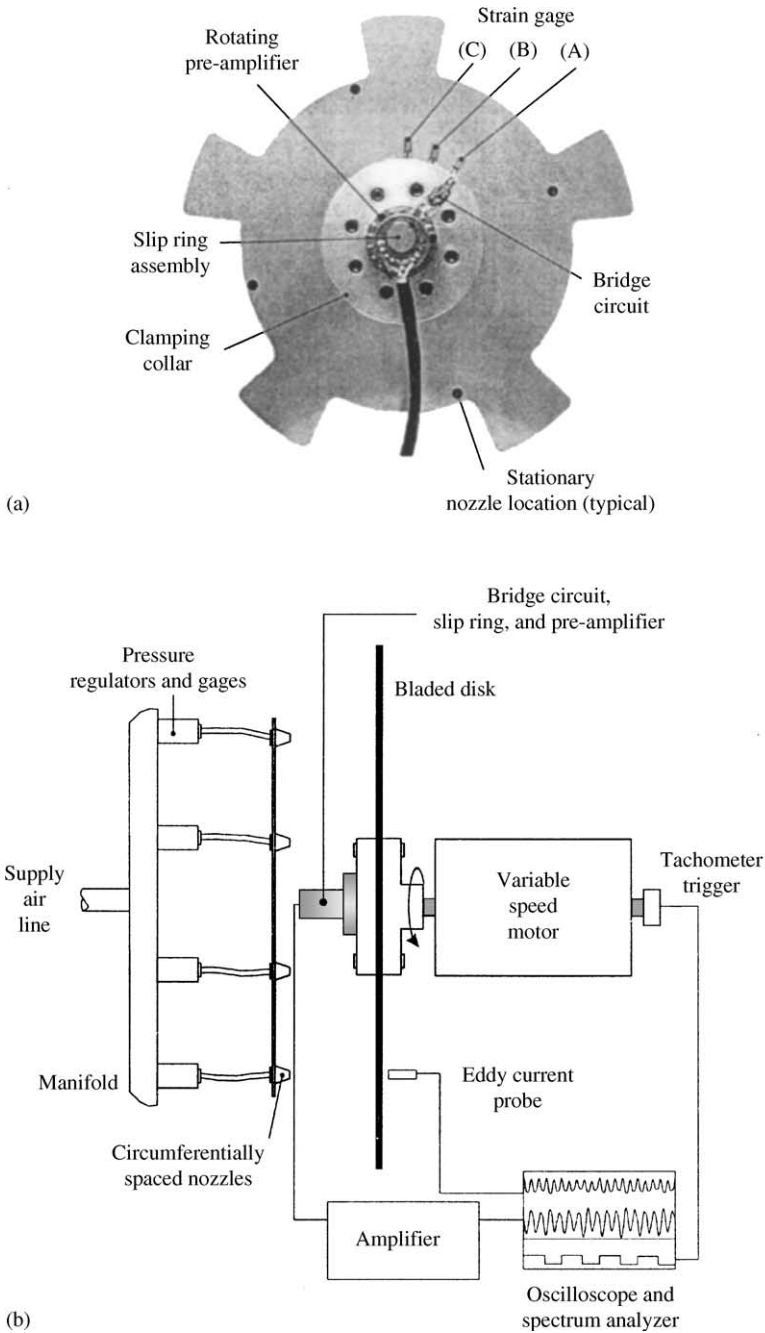 Strain gage
Rotating
pre-amplifier
(C)
(B)
(A)
Slip ring
assembly
Bridge
circuit
Clamping
collar
Stationary
nozzle location (typical)
(a)
Bridge circuit,
slip ring, and pre-amplifier
Pressure
regulators and gages
Bladed disk
Supply
air
line
Variable
speed
motor
Tachometer
trigger
Manifold
Eddy current
probe
Circumferentially
spaced nozzles
Amplifier
Oscilloscope and
spectrum analyzer
(b)